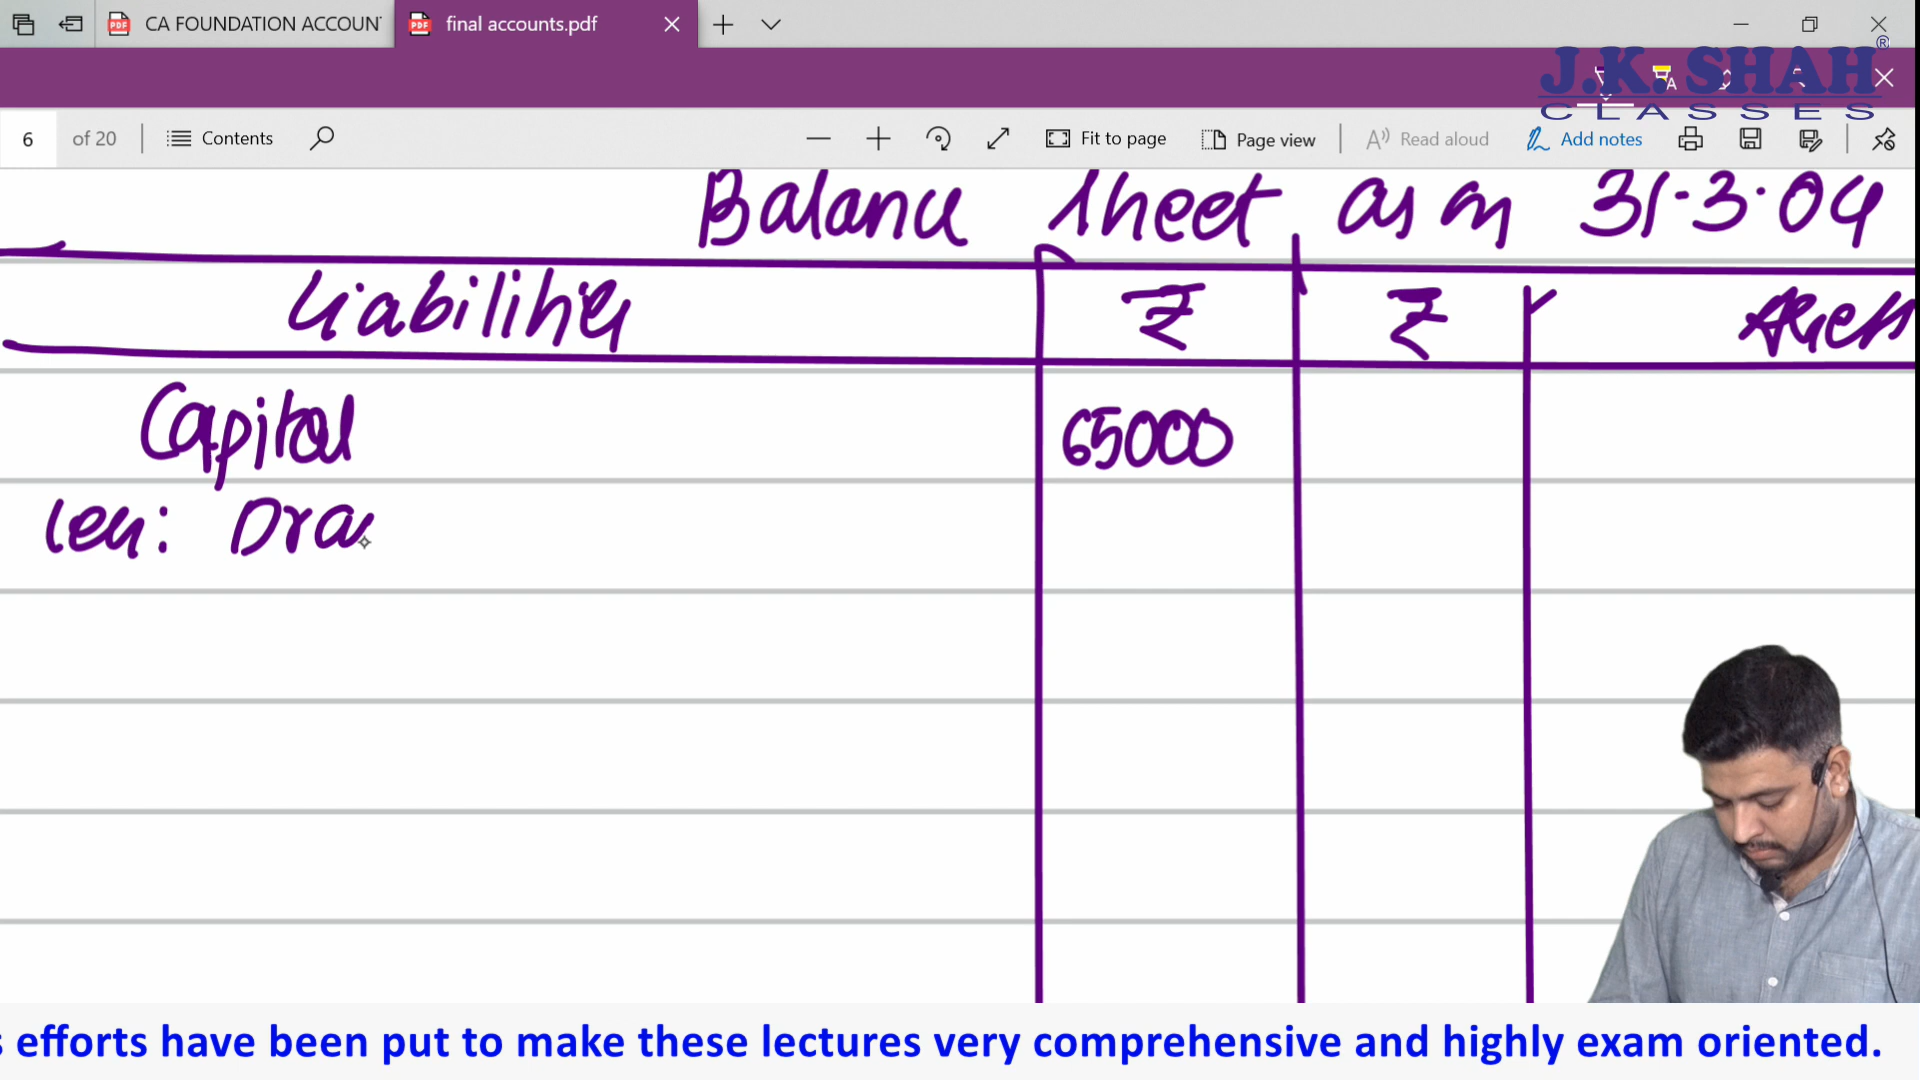 CA FOUNDATION ACCOUN
final accounts.pdf
J.K. SHAH ®
CLASSES
6 of 20 Contents Fit to page Page view Read aloud Add notes
Balance Sheet as on 31.3.04
Liabilities ₹ ₹ Assets
Capital 65000
Less: Dra
efforts have been put to make these lectures very comprehensive and highly exam oriented.